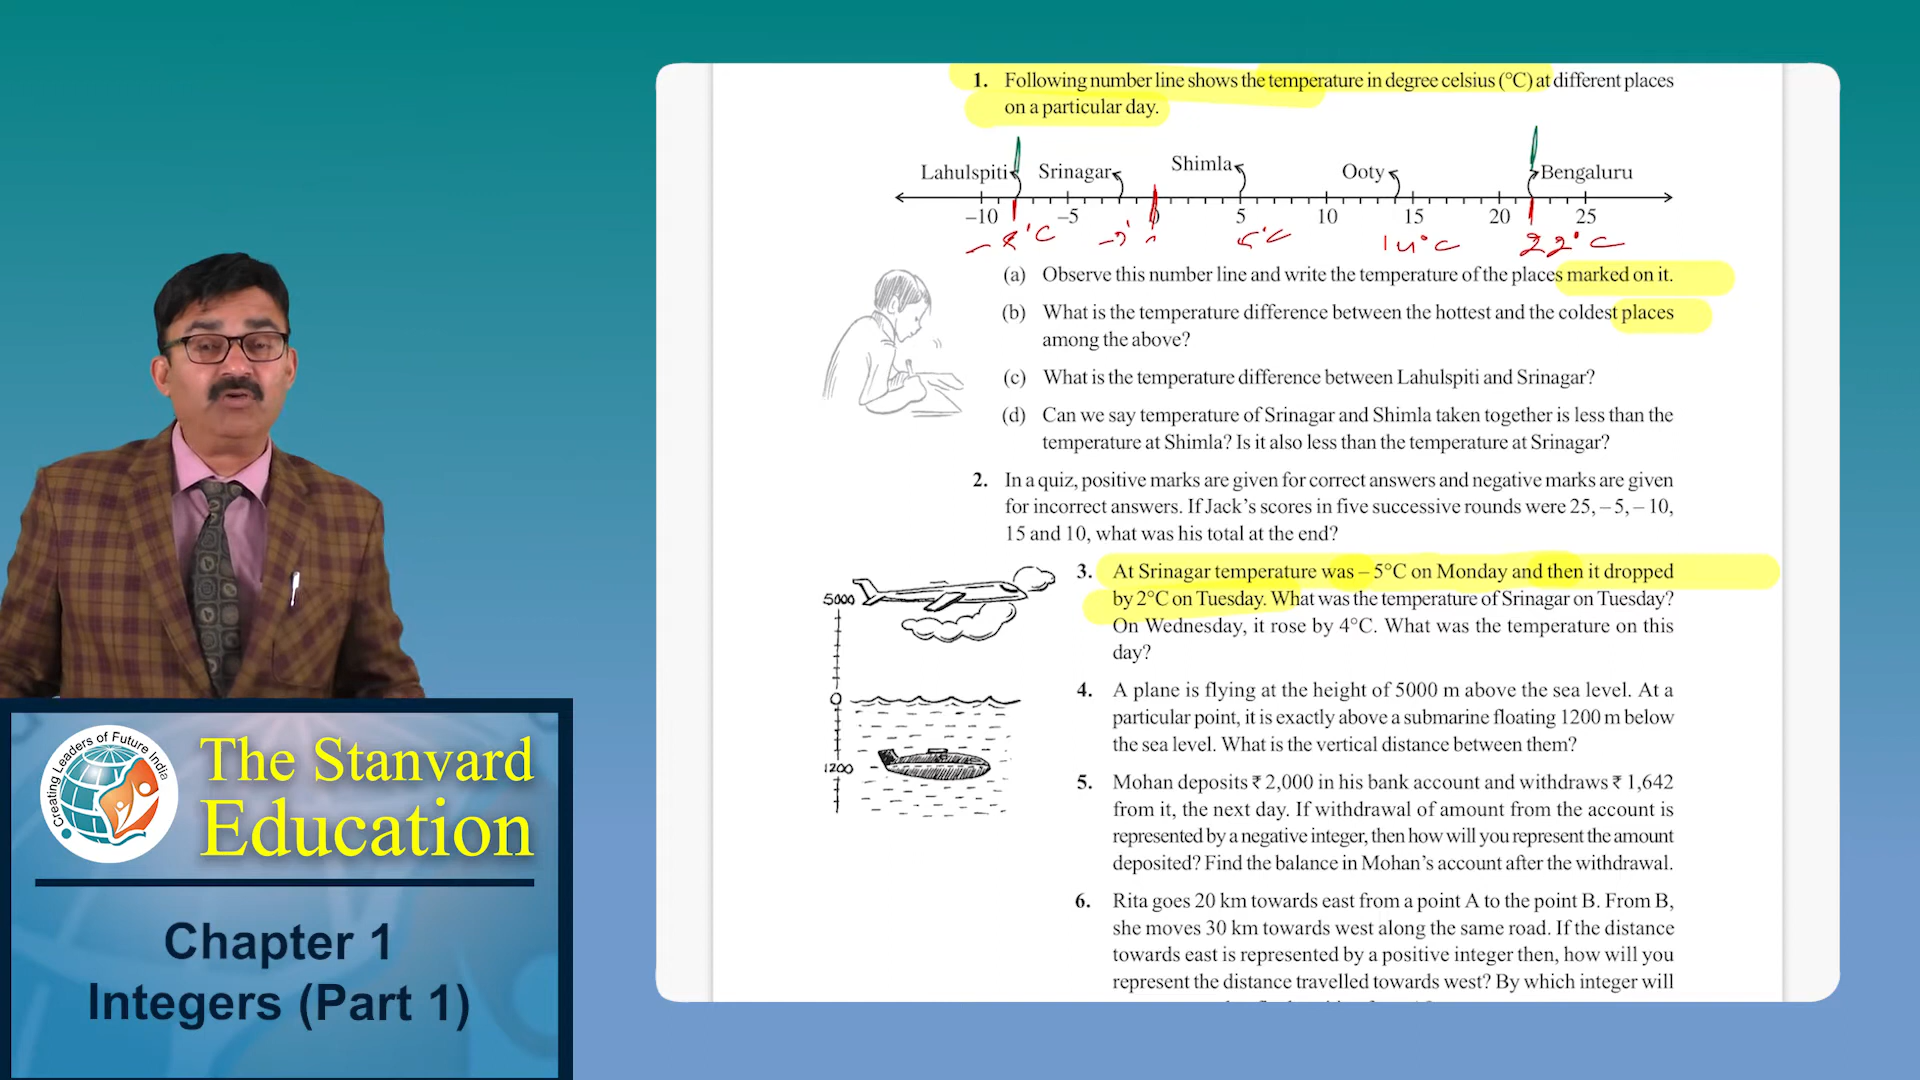 1. Following number line shows the temperature in degree celsius (°C) at different places
on a particular day.
Lahulspiti Srinagar Shimla Ooty Bengaluru
–10 –5 0 5 10 15 20 25
–8°C 5°C 14°C 22°C
(a) Observe this number line and write the temperature of the places marked on it.
(b) What is the temperature difference between the hottest and the coldest places
among the above?
(c) What is the temperature difference between Lahulspiti and Srinagar?
(d) Can we say temperature of Srinagar and Shimla taken together is less than the
temperature at Shimla? Is it also less than the temperature at Srinagar?
2. In a quiz, positive marks are given for correct answers and negative marks are given
for incorrect answers. If Jack's scores in five successive rounds were 25, – 5, – 10,
15 and 10, what was his total at the end?
3. At Srinagar temperature was – 5°C on Monday and then it dropped
by 2°C on Tuesday. What was the temperature of Srinagar on Tuesday?
On Wednesday, it rose by 4°C. What was the temperature on this
day?
5000
0
1200
4. A plane is flying at the height of 5000 m above the sea level. At a
particular point, it is exactly above a submarine floating 1200 m below
the sea level. What is the vertical distance between them?
5. Mohan deposits ₹ 2,000 in his bank account and withdraws ₹ 1,642
from it, the next day. If withdrawal of amount from the account is
represented by a negative integer, then how will you represent the amount
deposited? Find the balance in Mohan's account after the withdrawal.
6. Rita goes 20 km towards east from a point A to the point B. From B,
she moves 30 km towards west along the same road. If the distance
towards east is represented by a positive integer then, how will you
represent the distance travelled towards west? By which integer will
Creating Leaders of Future India
The Stanvard
Education
Chapter 1
Integers (Part 1)